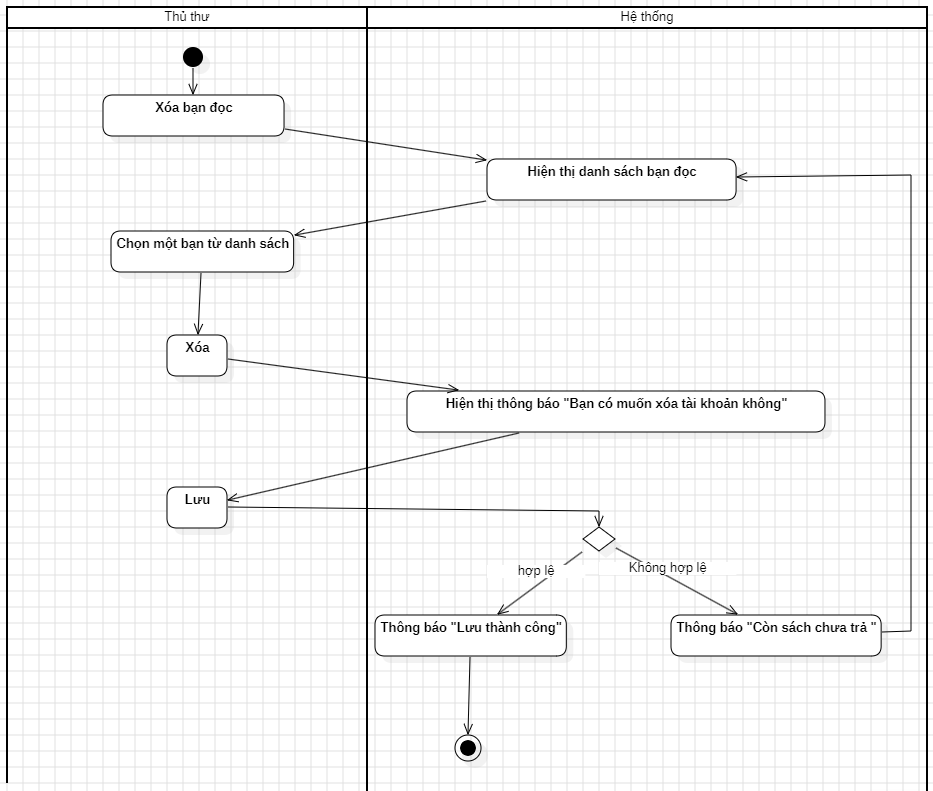 Thủ thư
Hệ thống
Xóa bạn đọc
Hiện thị danh sách bạn đọc
Chọn một bạn từ danh sách
Xóa
Hiện thị thông báo "Bạn có muốn xóa tài khoản không"
Lưu
hợp lệ
Không hợp lệ
Thông báo "Lưu thành công"
Thông báo "Còn sách chưa trả "